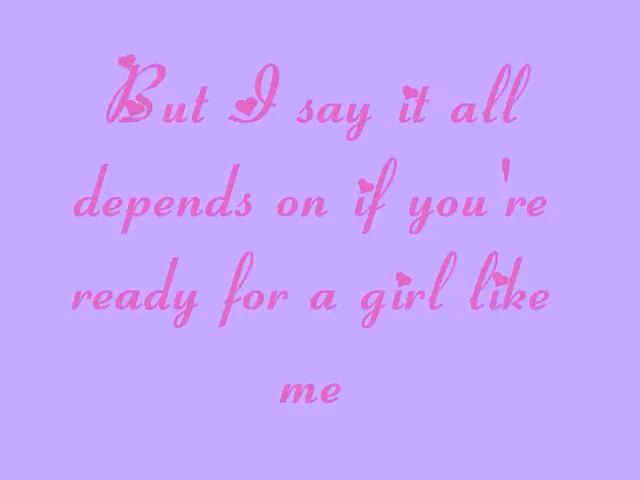 But I say it all
depends on if you're
ready for a girl like
me